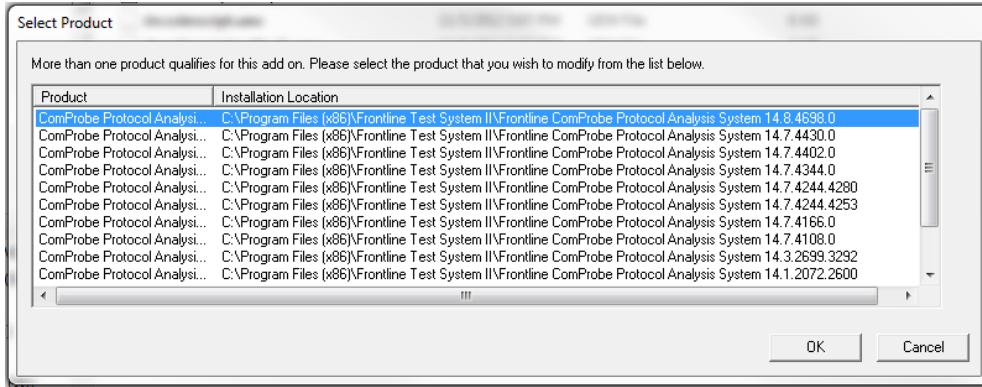 Select Product
More than one product qualifies for this add on. Please select the product that you wish to modify from the list below.
Product Installation Location
ComProbe Protocol Analysi... C:\Program Files (x86)\Frontline Test System II\Frontline ComProbe Protocol Analysis System 14.8.4698.0
ComProbe Protocol Analysi... C:\Program Files (x86)\Frontline Test System II\Frontline ComProbe Protocol Analysis System 14.7.4430.0
ComProbe Protocol Analysi... C:\Program Files (x86)\Frontline Test System II\Frontline ComProbe Protocol Analysis System 14.7.4402.0
ComProbe Protocol Analysi... C:\Program Files (x86)\Frontline Test System II\Frontline ComProbe Protocol Analysis System 14.7.4344.0
ComProbe Protocol Analysi... C:\Program Files (x86)\Frontline Test System II\Frontline ComProbe Protocol Analysis System 14.7.4244.4280
ComProbe Protocol Analysi... C:\Program Files (x86)\Frontline Test System II\Frontline ComProbe Protocol Analysis System 14.7.4244.4253
ComProbe Protocol Analysi... C:\Program Files (x86)\Frontline Test System II\Frontline ComProbe Protocol Analysis System 14.7.4166.0
ComProbe Protocol Analysi... C:\Program Files (x86)\Frontline Test System II\Frontline ComProbe Protocol Analysis System 14.7.4108.0
ComProbe Protocol Analysi... C:\Program Files (x86)\Frontline Test System II\Frontline ComProbe Protocol Analysis System 14.3.2699.3292
ComProbe Protocol Analysi... C:\Program Files (x86)\Frontline Test System II\Frontline ComProbe Protocol Analysis System 14.1.2072.2600
OK Cancel